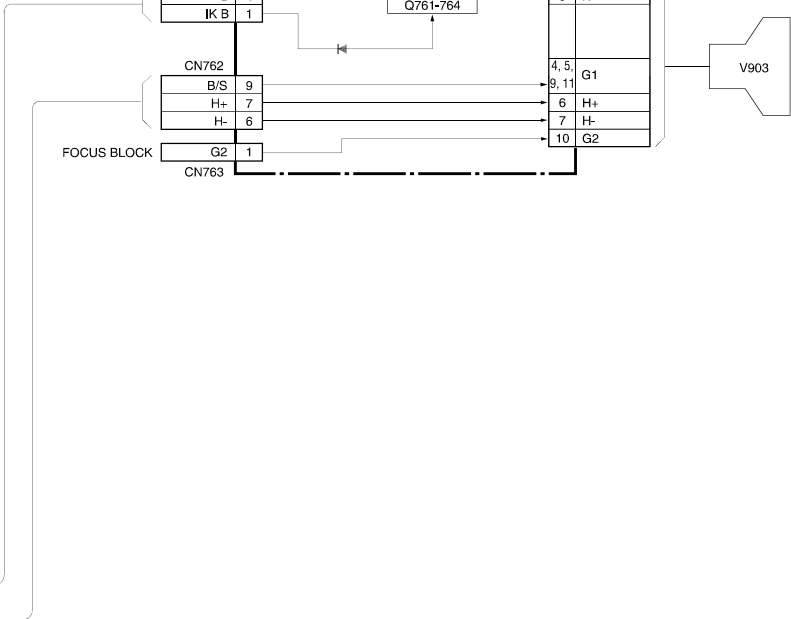 Q761-764
IK B 1
CN762
B/S 9
H+ 7
H- 6
FOCUS BLOCK G2 1
CN763
4, 5,
9, 11 G1
6 H+
7 H-
10 G2
V903